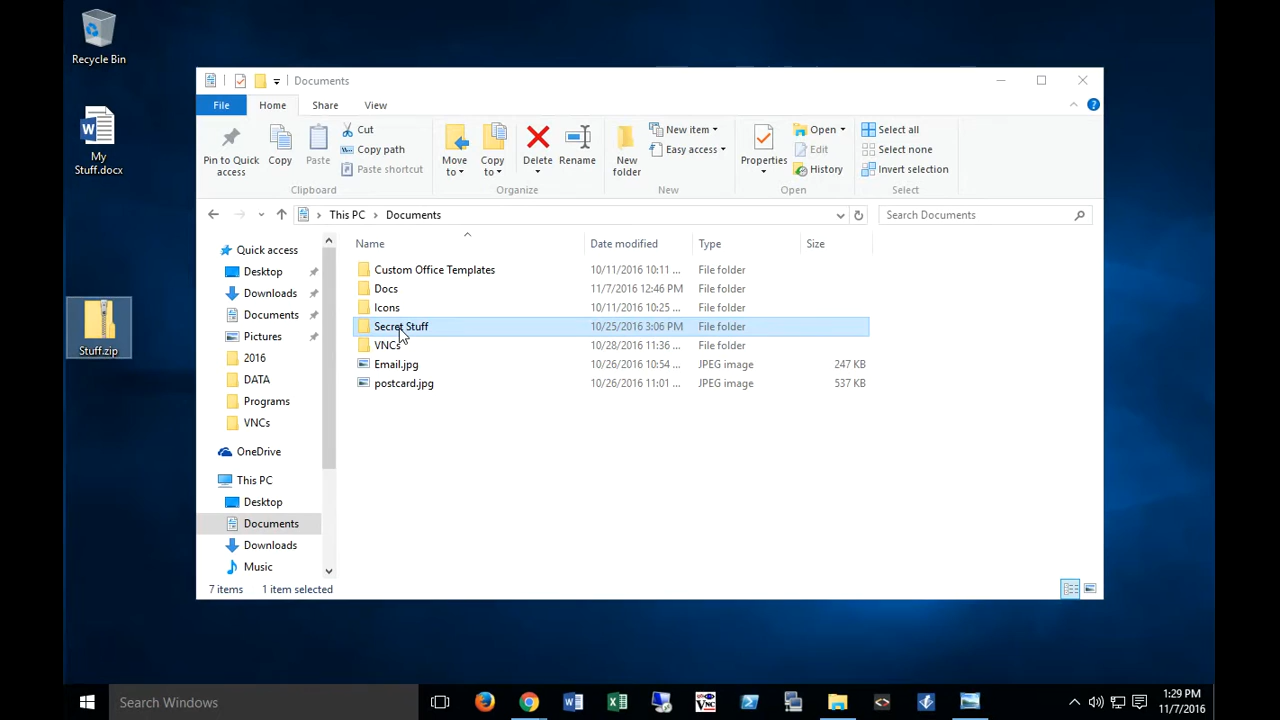 Recycle Bin
My
Stuff.docx
Stuff.zip
Documents
File Home Share View
Pin to Quick
access
Copy
Paste
Cut
Copy path
Paste shortcut
Clipboard
Move
to
Copy
to
Delete
Rename
Organize
New
folder
New item
Easy access
New
Properties
Open
Edit
History
Open
Select all
Select none
Invert selection
Select
This PC Documents
Search Documents
Quick access
Desktop
Downloads
Documents
Pictures
2016
DATA
Programs
VNCs
OneDrive
This PC
Desktop
Documents
Downloads
Music
Name Date modified Type Size
Custom Office Templates 10/11/2016 10:11 ... File folder
Docs 11/7/2016 12:46 PM File folder
Icons 10/11/2016 10:25 ... File folder
Secret Stuff 10/25/2016 3:06 PM File folder
VNCs 10/28/2016 11:36 ... File folder
Email.jpg 10/26/2016 10:54 ... JPEG image 247 KB
postcard.jpg 10/26/2016 11:01 ... JPEG image 537 KB
7 items 1 item selected
Search Windows
1:29 PM
11/7/2016